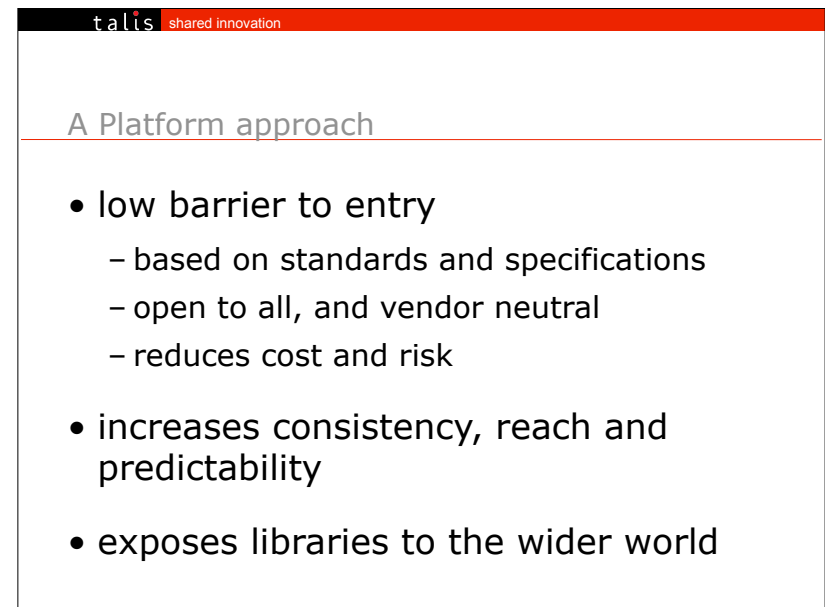 talis shared innovation
A Platform approach
• low barrier to entry
– based on standards and specifications
– open to all, and vendor neutral
– reduces cost and risk
• increases consistency, reach and
predictability
• exposes libraries to the wider world